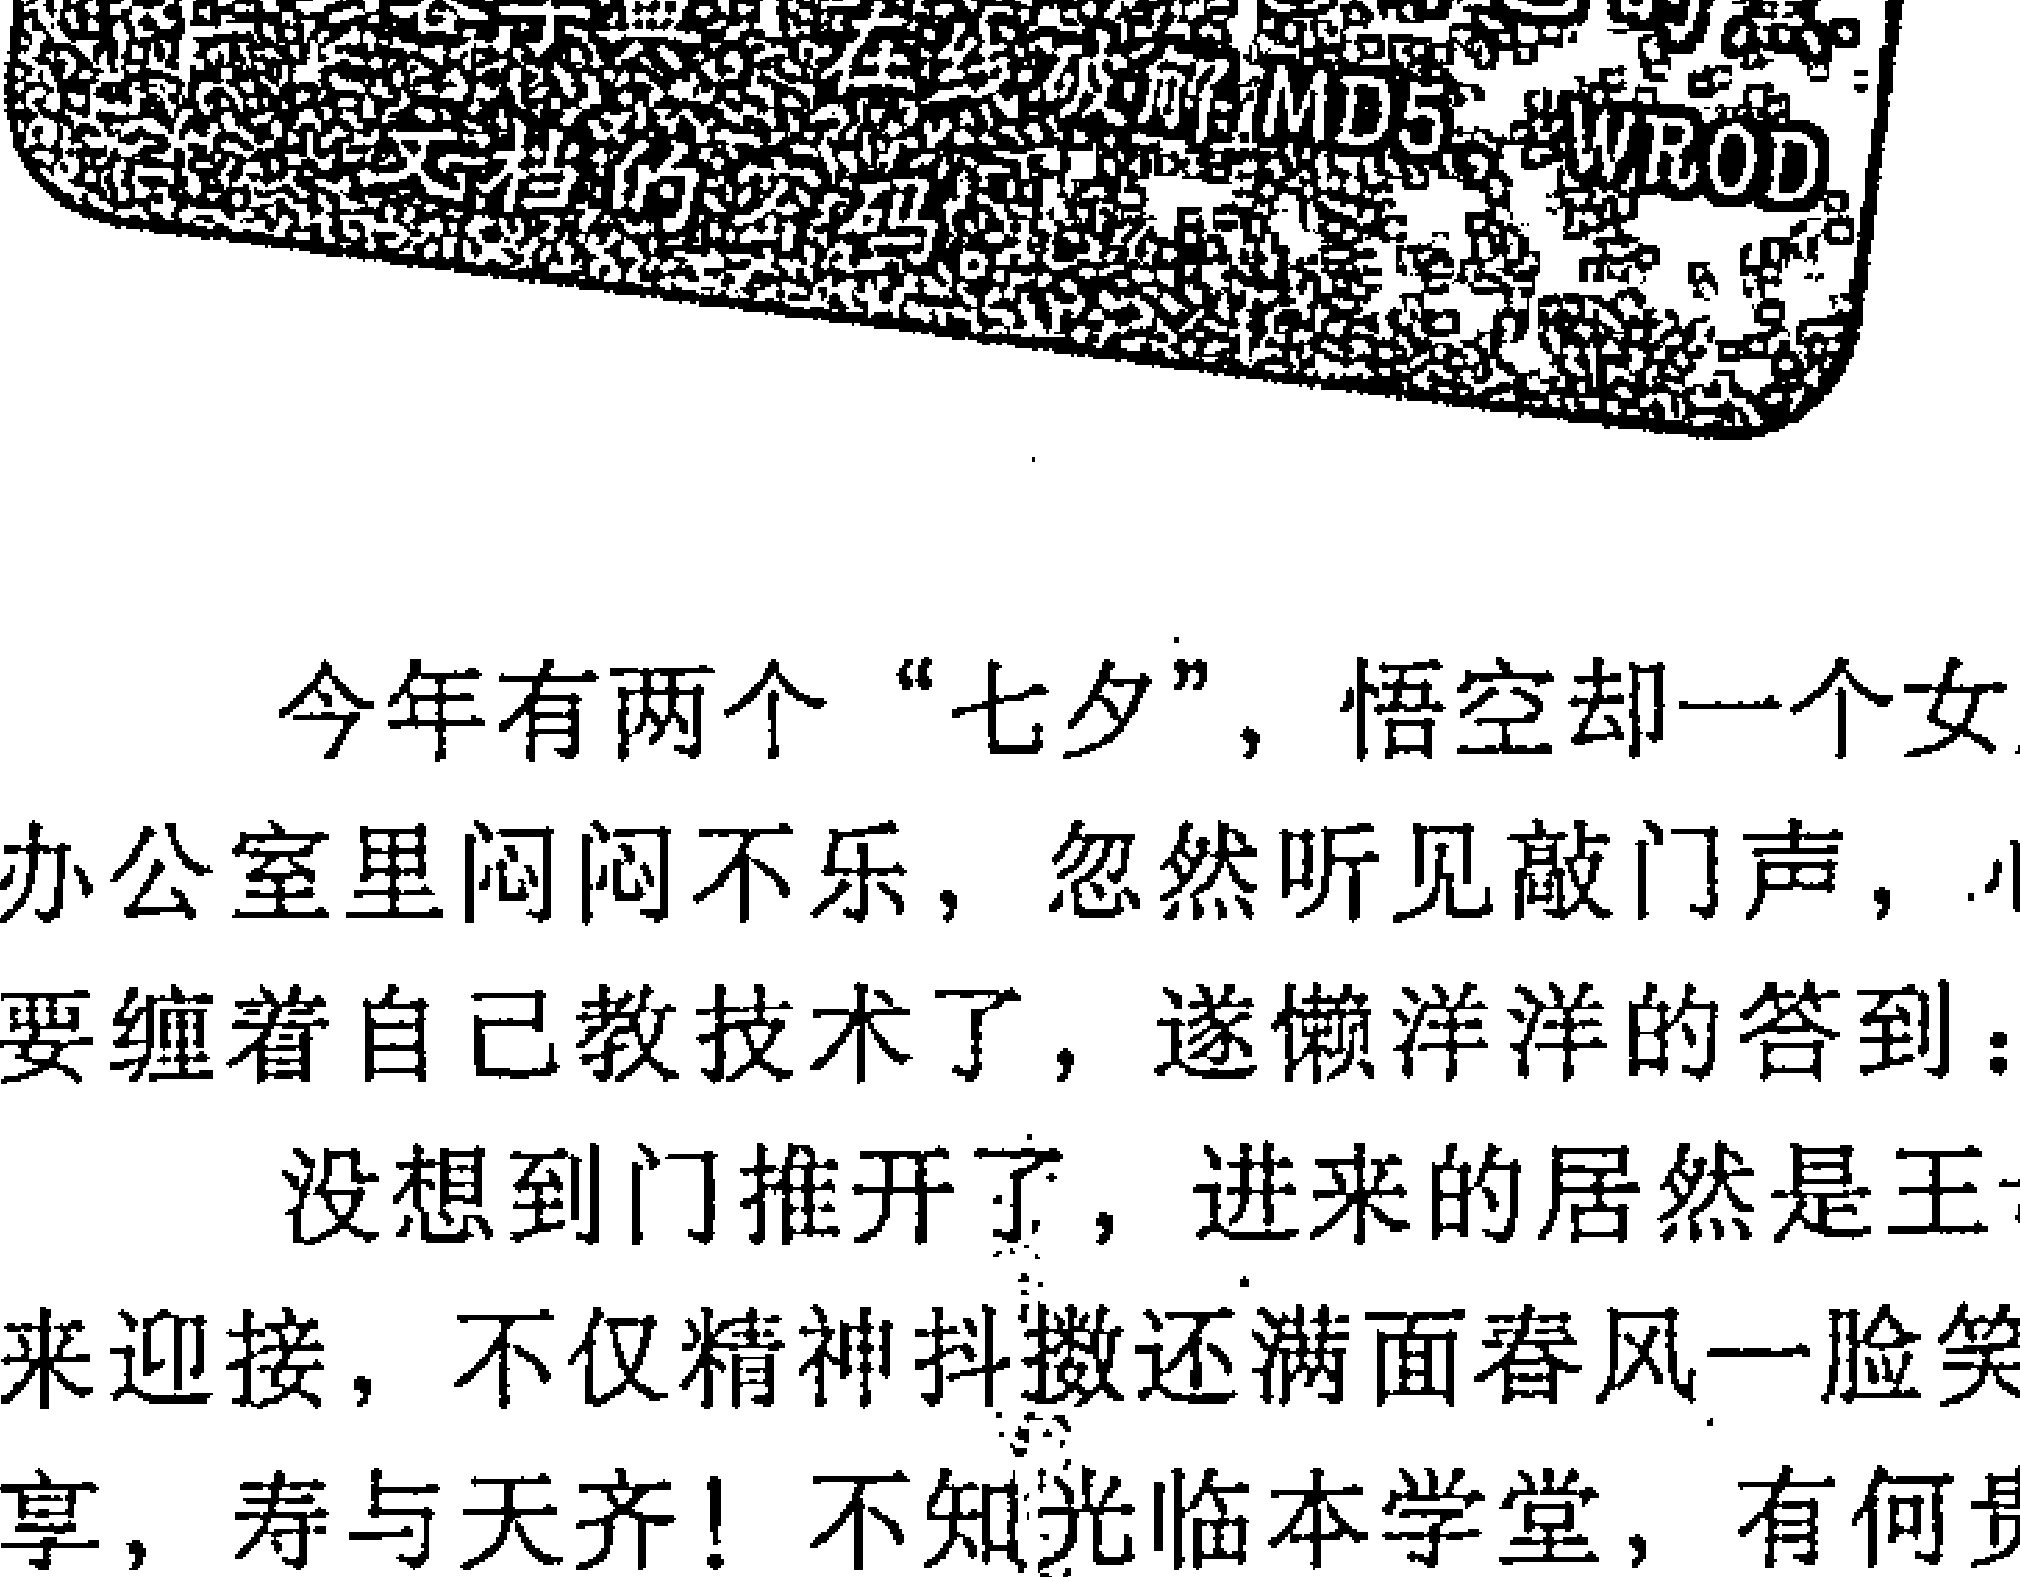 MD5
WROD
今年有两个“七夕”，悟空却一个女
办公室里闷闷不乐，忽然听见敲门声，
要缠着自己教技术了，遂懒洋洋的答到：
没想到门推开了，进来的居然是王
来迎接，不仅精神抖擞还满面春风一脸笑
享，寿与天齐！不知光临本学堂，有何贵